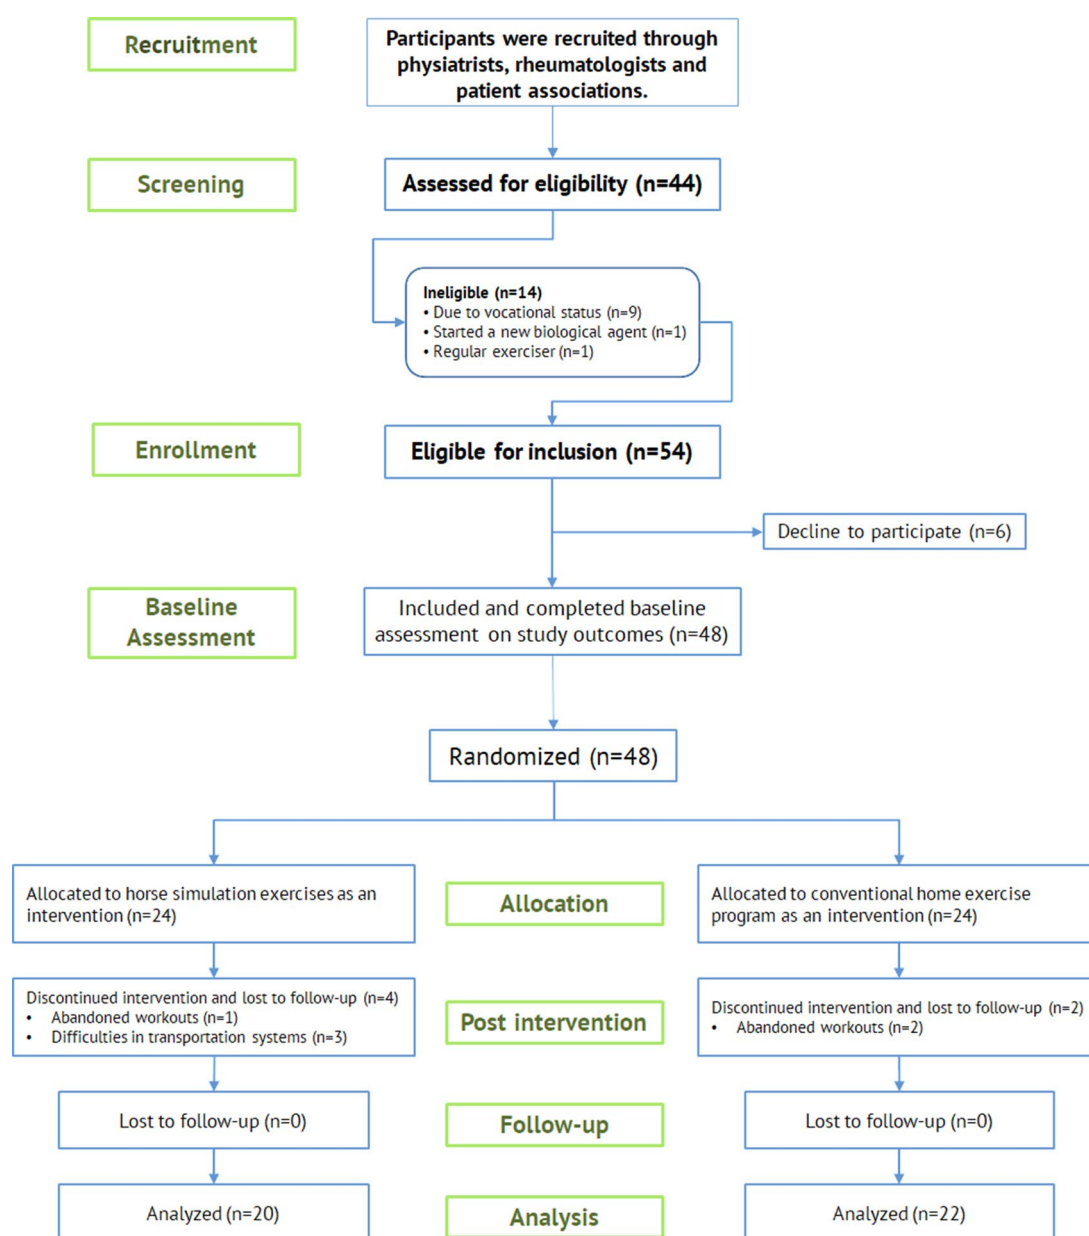 Recruitment
Participants were recruited through
physiatrists, rheumatologists and
patient associations.
Screening
Assessed for eligibility (n=44)
Ineligible (n=14)
• Due to vocational status (n=9)
• Started a new biological agent (n=1)
• Regular exerciser (n=1)
Enrollment
Eligible for inclusion (n=54)
Decline to participate (n=6)
Baseline
Assessment
Included and completed baseline
assessment on study outcomes (n=48)
Randomized (n=48)
Allocated to horse simulation exercises as an
intervention (n=24)
Allocation
Allocated to conventional home exercise
program as an intervention (n=24)
Discontinued intervention and lost to follow-up (n=4)
• Abandoned workouts (n=1)
• Difficulties in transportation systems (n=3)
Post intervention
Discontinued intervention and lost to follow-up (n=2)
• Abandoned workouts (n=2)
Lost to follow-up (n=0)
Follow-up
Lost to follow-up (n=0)
Analyzed (n=20)
Analysis
Analyzed (n=22)